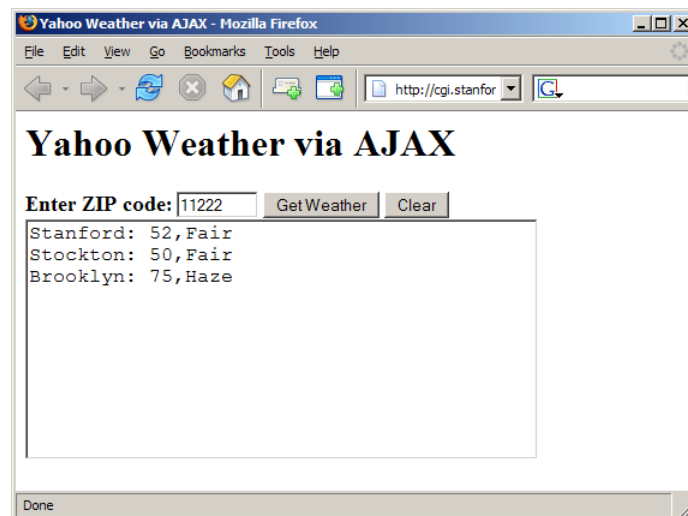 Yahoo Weather via AJAX - Mozilla Firefox
File Edit View Go Bookmarks Tools Help
http://cgi.stanfor G
Yahoo Weather via AJAX
Enter ZIP code: 11222 Get Weather Clear
Stanford: 52,Fair
Stockton: 50,Fair
Brooklyn: 75,Haze
Done